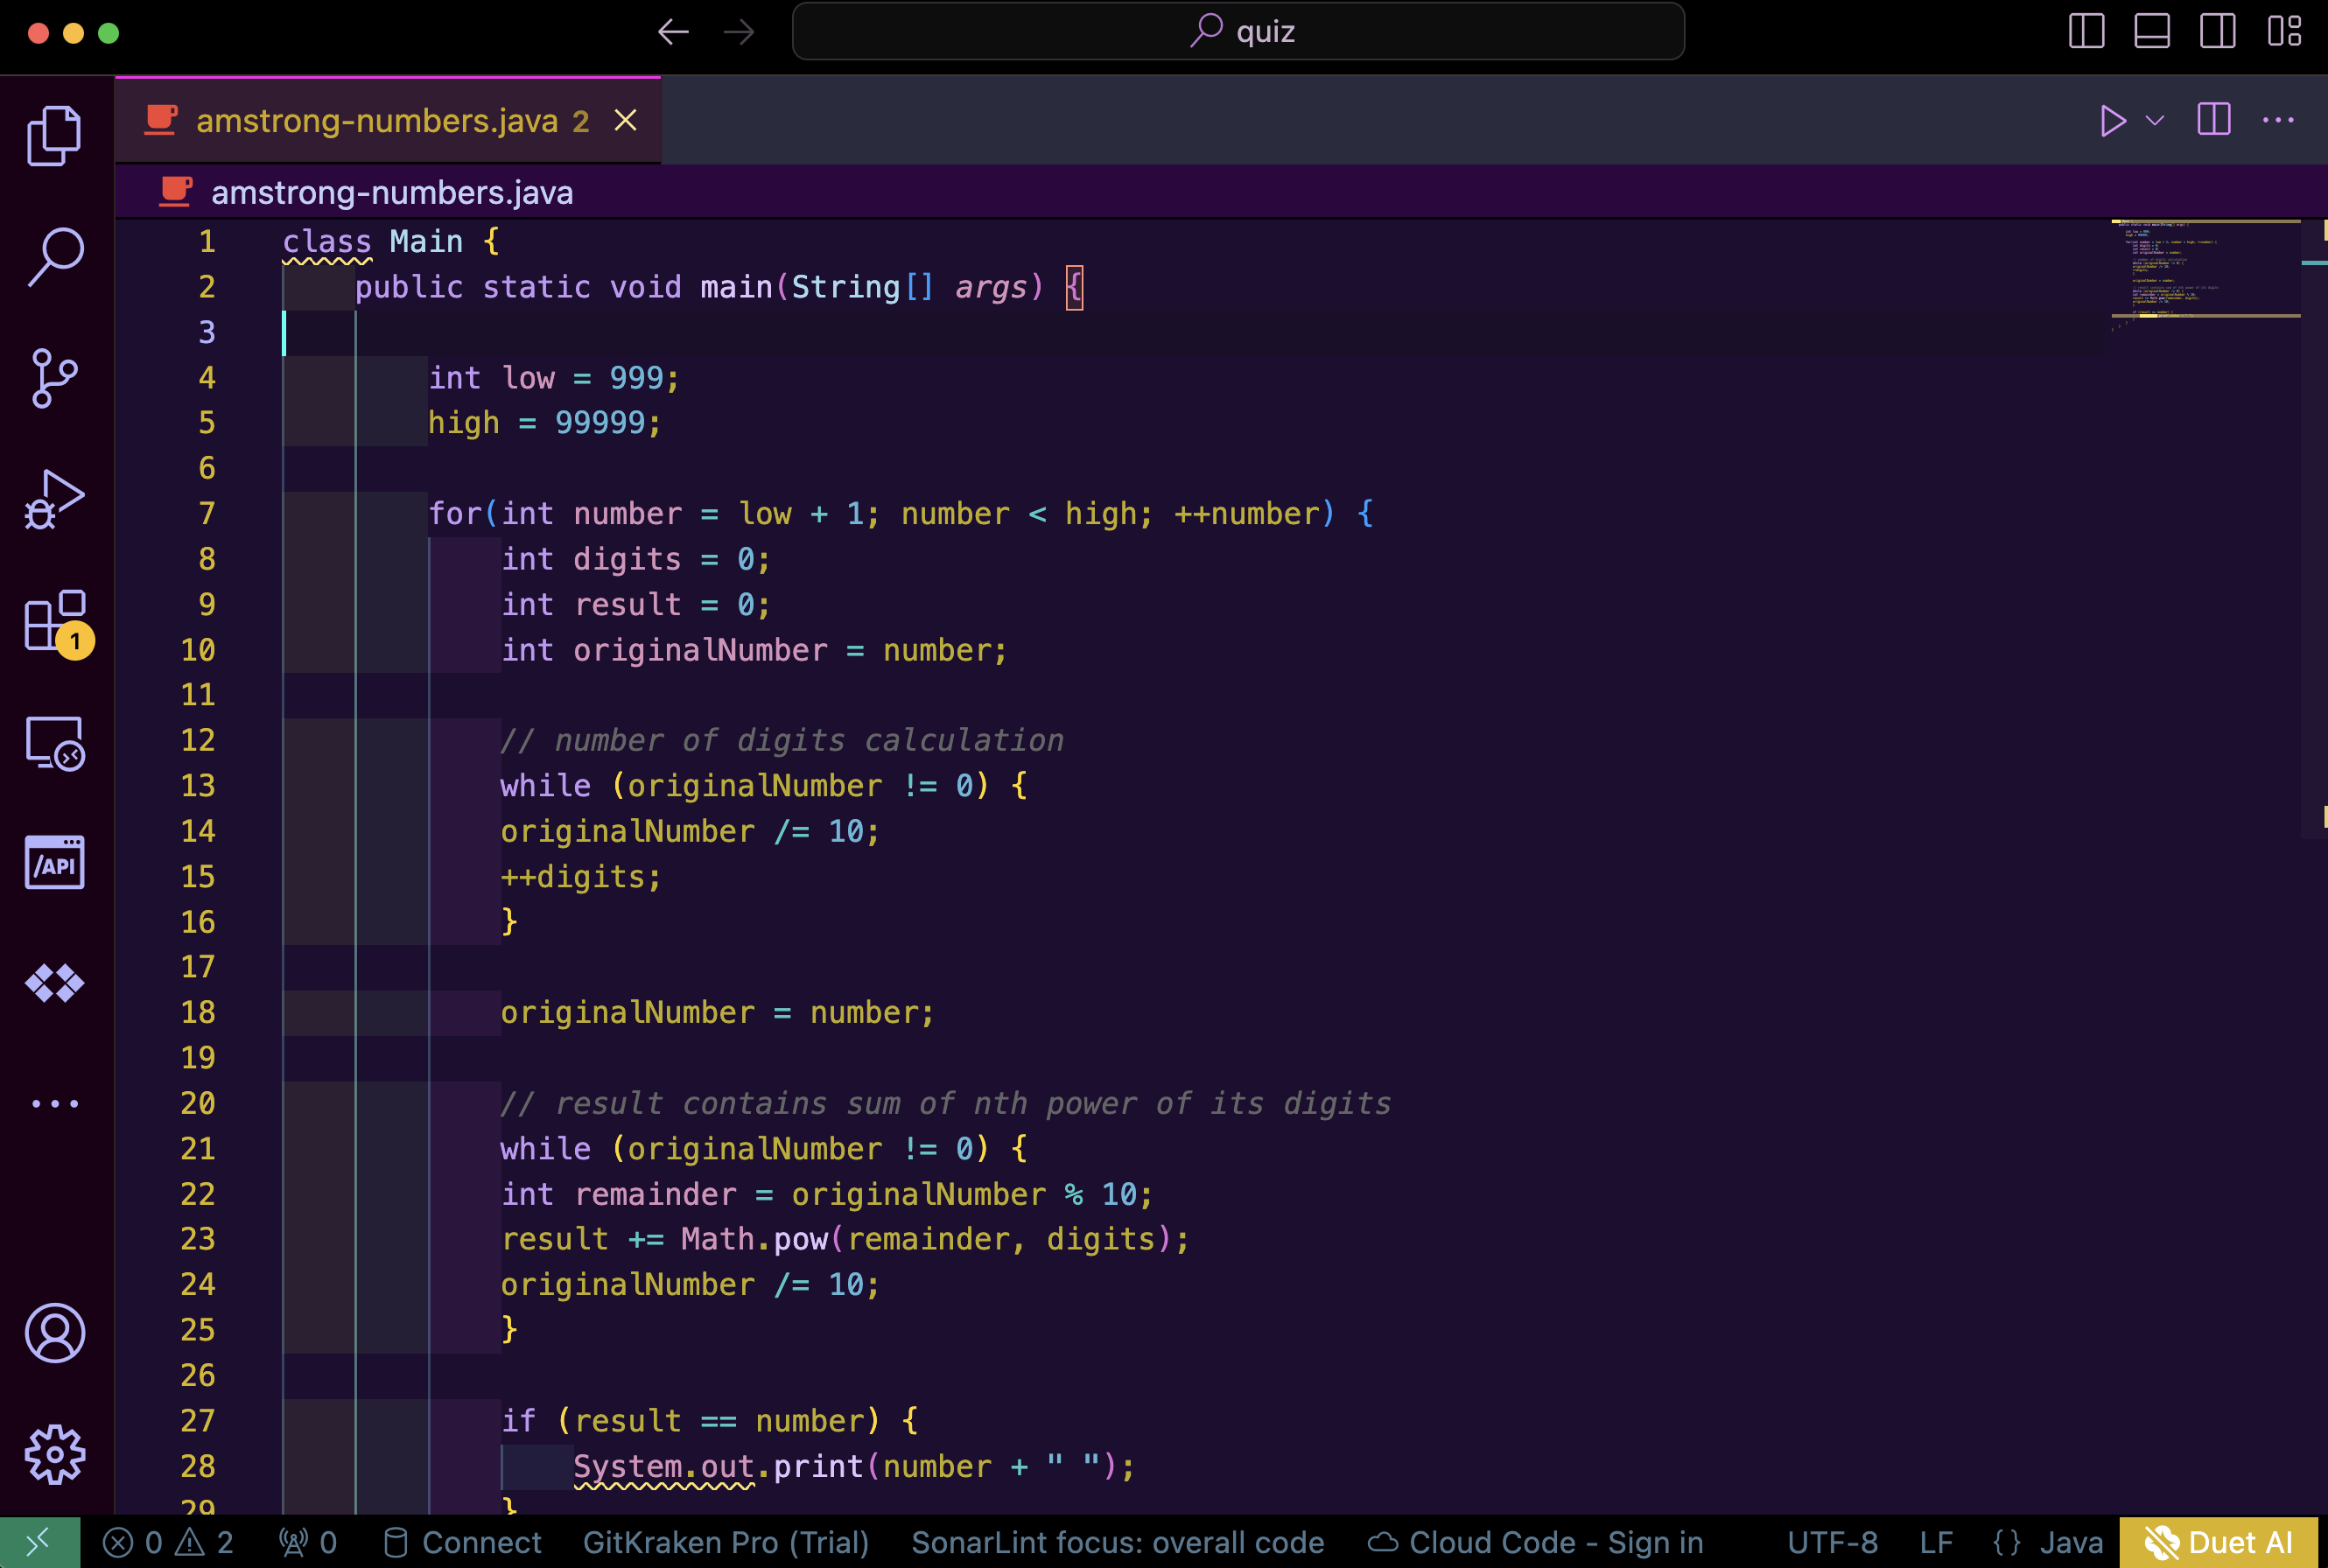 quiz
amstrong-numbers.java 2
amstrong-numbers.java
1 class Main {
2 public static void main(String[] args) {
3
4 int low = 999;
5 high = 99999;
6
7 for(int number = low + 1; number < high; ++number) {
8 int digits = 0;
9 int result = 0;
10 int originalNumber = number;
11
12 // number of digits calculation
13 while (originalNumber != 0) {
14 originalNumber /= 10;
15 ++digits;
16 }
17
18 originalNumber = number;
19
20 // result contains sum of nth power of its digits
21 while (originalNumber != 0) {
22 int remainder = originalNumber % 10;
23 result += Math.pow(remainder, digits);
24 originalNumber /= 10;
25 }
26
27 if (result == number) {
28 System.out.print(number + " ");
29 }
1
/API
0 2 0 Connect GitKraken Pro (Trial) SonarLint focus: overall code Cloud Code - Sign in UTF-8 LF {} Java Duet AI